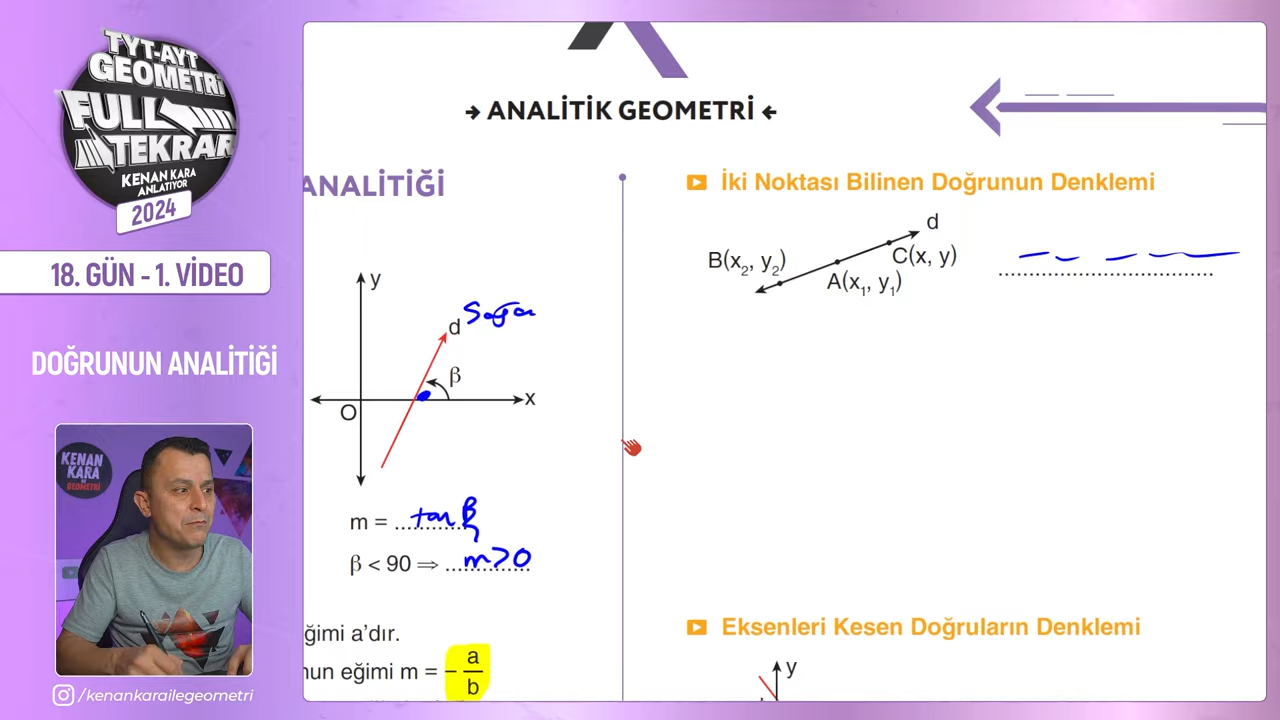 TYT-AYT
GEOMETRİ
FULL
TEKRAR
KENAN KARA
ANLATIYOR
2024
18. GÜN - 1. VİDEO
DOĞRUNUN ANALİTİĞİ
KENAN
KARA
GEOMETRİ
/kenankarailegeometri
→ ANALİTİK GEOMETRİ ←
ANALİTİĞİ
y
d
β
x
O
m = tan β
β < 90 ⇒ m>0
ğimi a'dır.
nun eğimi m = - a/b
İki Noktası Bilinen Doğrunun Denklemi
d
B(x₂, y₂)
C(x, y)
A(x₁, y₁)
Eksenleri Kesen Doğruların Denklemi
y